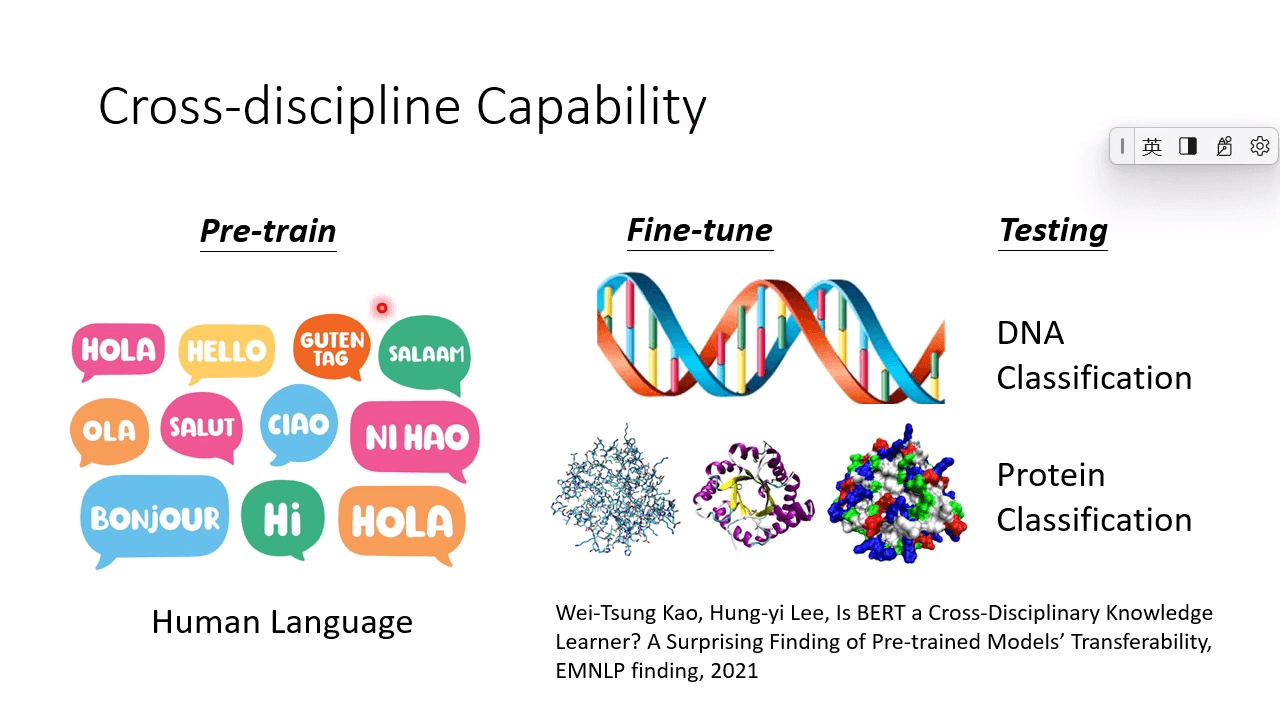 Cross-discipline Capability
英
Pre-train
Fine-tune
Testing
HOLA
HELLO
GUTEN
TAG
SALAAM
OLA
SALUT
CIAO
NI HAO
BONjOUR
Hi
HOLA
Human Language
DNA
Classification
Protein
Classification
Wei-Tsung Kao, Hung-yi Lee, Is BERT a Cross-Disciplinary Knowledge
Learner? A Surprising Finding of Pre-trained Models’ Transferability,
EMNLP finding, 2021